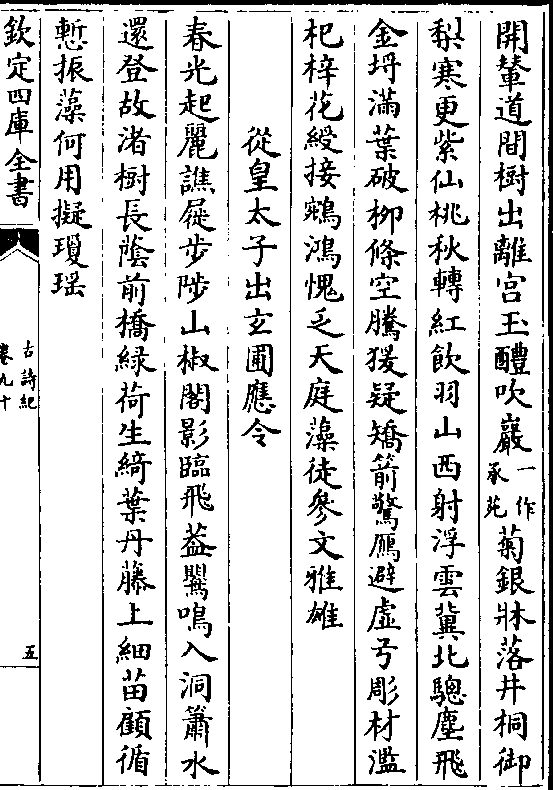 開輦道間樹出離宮玉醴吹巖一作承苑菊銀牀落井桐御
梨寒更紫仙桃秋轉紅飲羽山西射浮雲冀北驄塵飛
金埒滿葉破柳條空騰猨疑矯箭驚鴈避虛弓彫材濫
杞梓花綬接鵷鴻愧乏天庭藻徒參文雅雄
從皇太子出玄圃應令
春光起麗譙屣步陟山椒閣影臨飛葢鸎鳴入洞簫水
還登故渚樹長蔭前橋緑荷生綺葉丹藤上細苗顧循
慙振藻何用擬瓊瑤
欽定四庫全書
古詩紀
卷九十
五